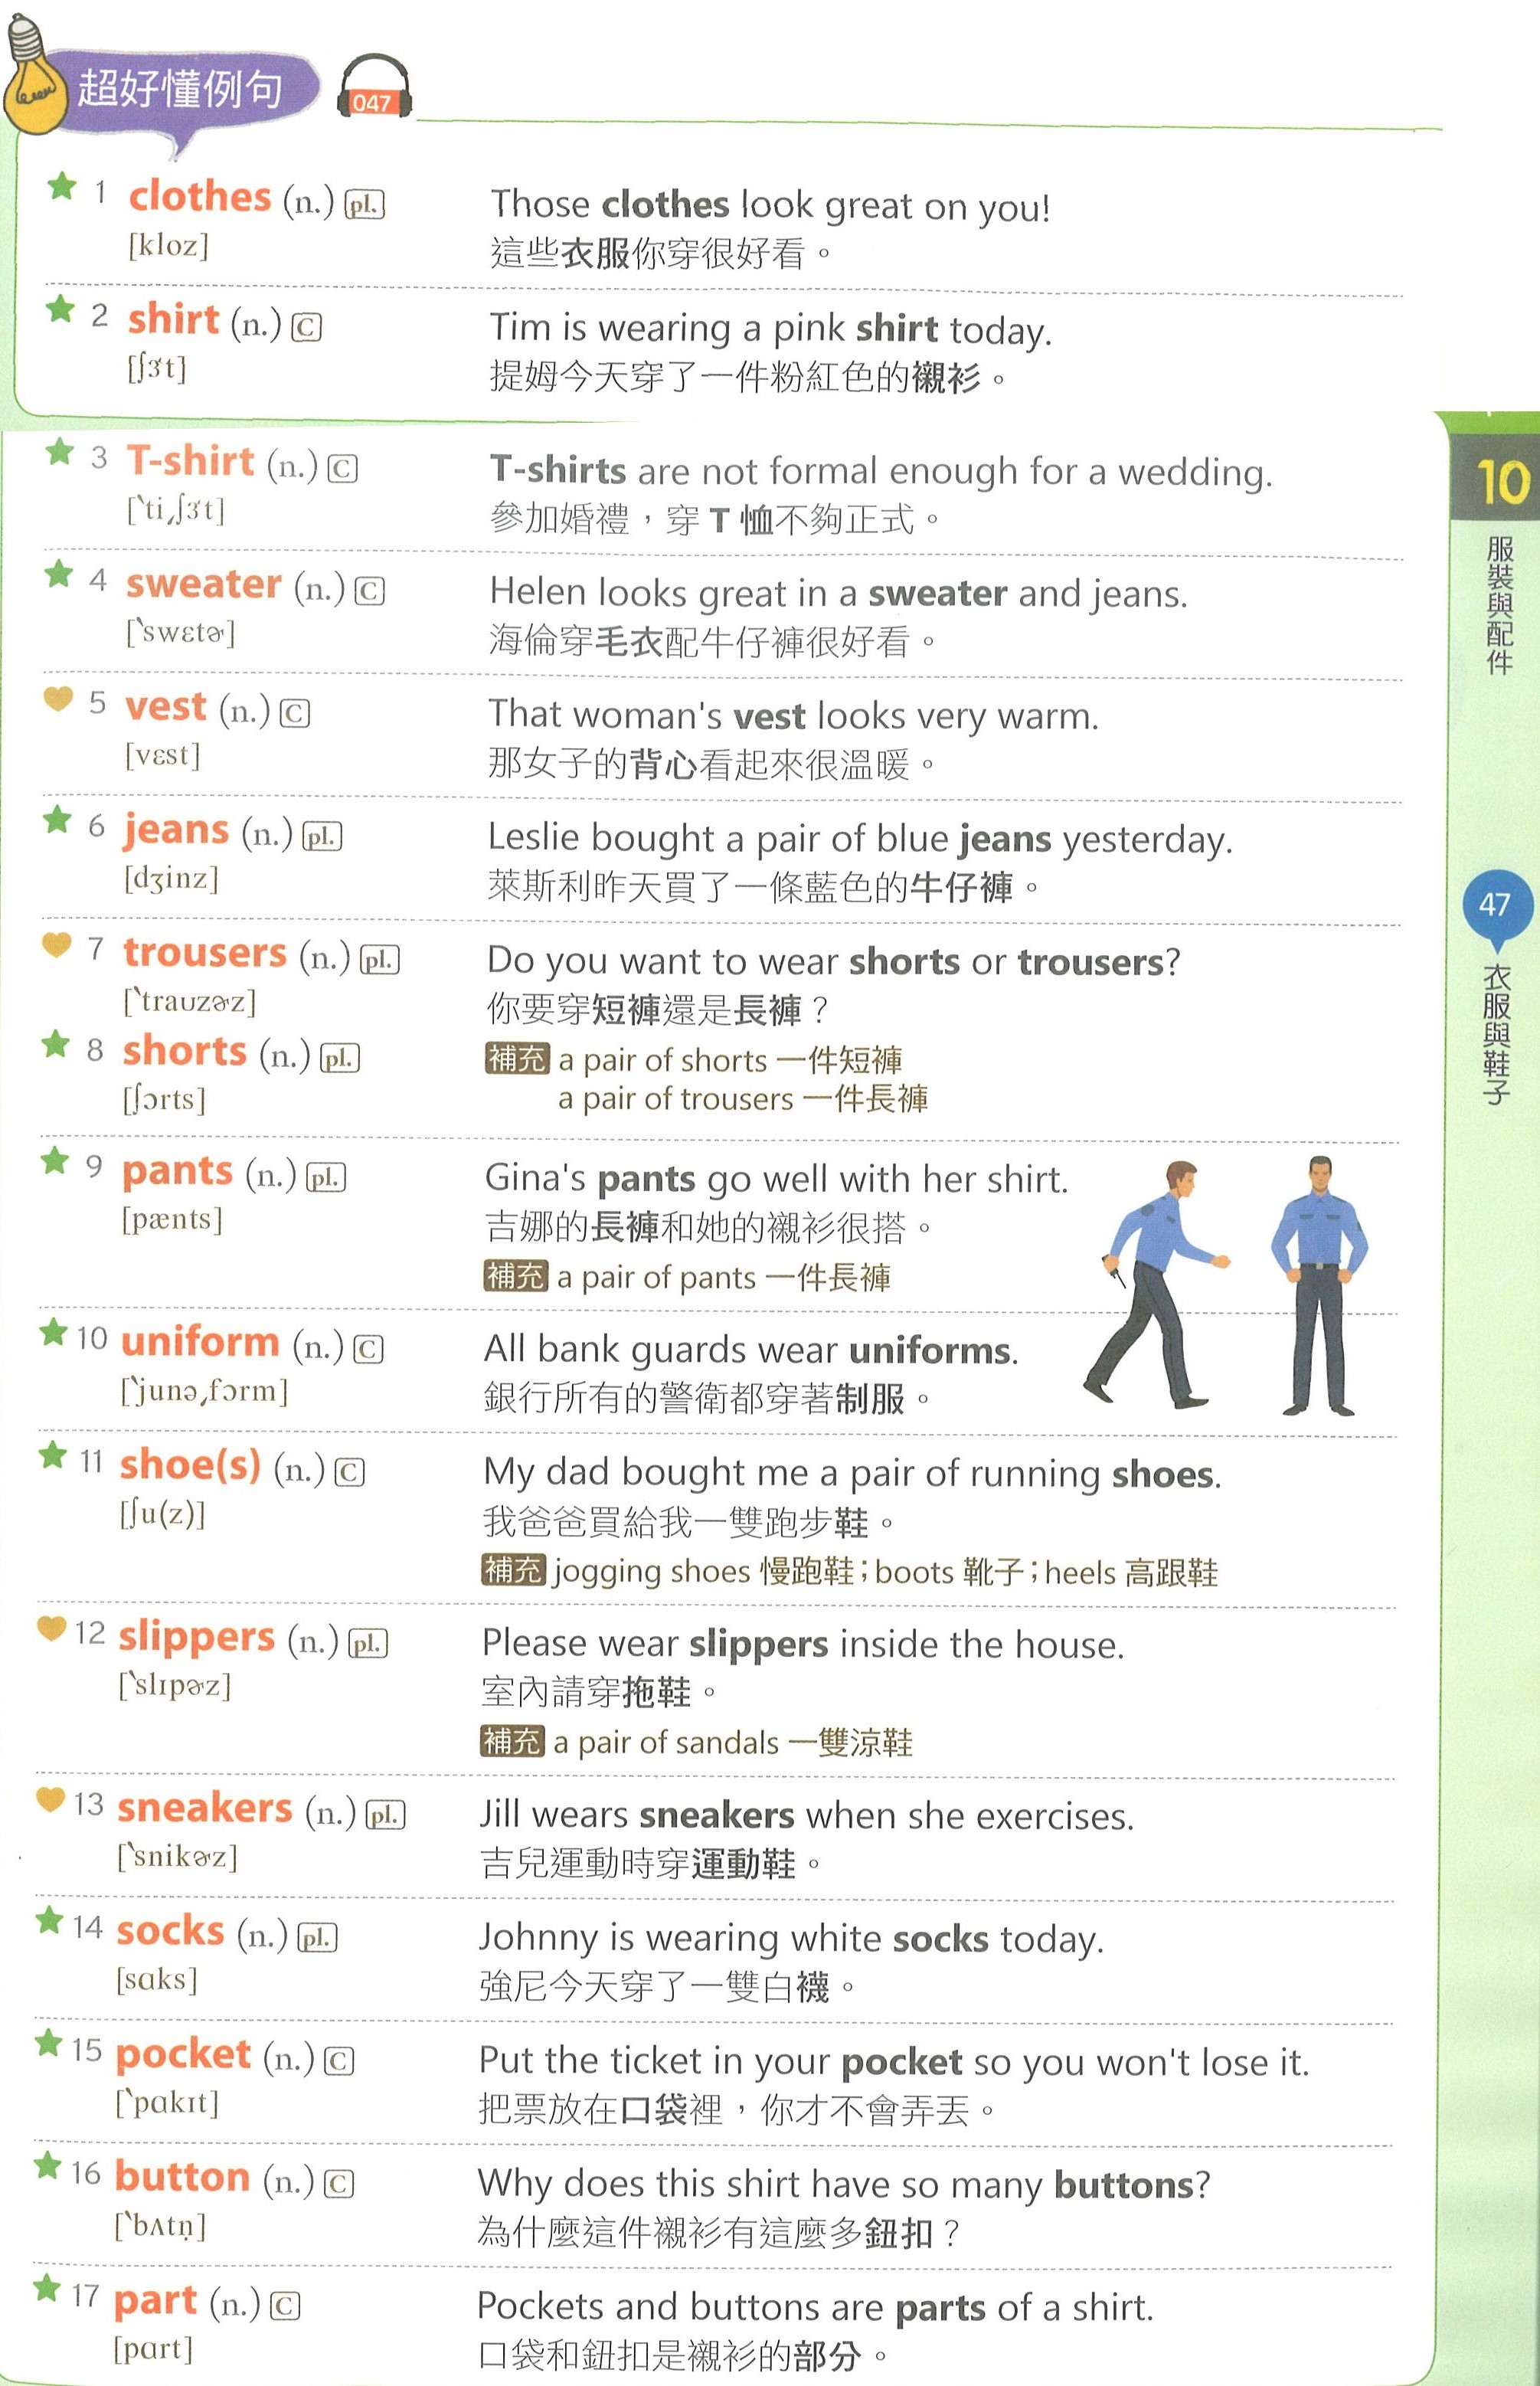 超好懂例句
047
1 clothes (n.) pl.
[kloz]
Those clothes look great on you!
這些衣服你穿很好看。
2 shirt (n.) C
[ʃɝt]
Tim is wearing a pink shirt today.
提姆今天穿了一件粉紅色的襯衫。
3 T-shirt (n.) C
[ˋti͵ʃɝt]
T-shirts are not formal enough for a wedding.
參加婚禮，穿 T 恤不夠正式。
4 sweater (n.) C
[ˋswɛtɚ]
Helen looks great in a sweater and jeans.
海倫穿毛衣配牛仔褲很好看。
5 vest (n.) C
[vɛst]
That woman's vest looks very warm.
那女子的背心看起來很溫暖。
6 jeans (n.) pl.
[dʒinz]
Leslie bought a pair of blue jeans yesterday.
萊斯利昨天買了一條藍色的牛仔褲。
7 trousers (n.) pl.
[ˋtraʊzɚz]
8 shorts (n.) pl.
[ʃɔrts]
Do you want to wear shorts or trousers?
你要穿短褲還是長褲？
補充 a pair of shorts 一件短褲
a pair of trousers 一件長褲
9 pants (n.) pl.
[pænts]
Gina's pants go well with her shirt.
吉娜的長褲和她的襯衫很搭。
補充 a pair of pants 一件長褲
10 uniform (n.) C
[ˋjunə͵fɔrm]
All bank guards wear uniforms.
銀行所有的警衛都穿著制服。
11 shoe(s) (n.) C
[ʃu(z)]
My dad bought me a pair of running shoes.
我爸爸買給我一雙跑步鞋。
補充 jogging shoes 慢跑鞋；boots 靴子；heels 高跟鞋
12 slippers (n.) pl.
[ˋslɪpɚz]
Please wear slippers inside the house.
室內請穿拖鞋。
補充 a pair of sandals 一雙涼鞋
13 sneakers (n.) pl.
[ˋsnikɚz]
Jill wears sneakers when she exercises.
吉兒運動時穿運動鞋。
14 socks (n.) pl.
[sɑks]
Johnny is wearing white socks today.
強尼今天穿了一雙白襪。
15 pocket (n.) C
[ˋpɑkɪt]
Put the ticket in your pocket so you won't lose it.
把票放在口袋裡，你才不會弄丟。
16 button (n.) C
[ˋbʌtṇ]
Why does this shirt have so many buttons?
為什麼這件襯衫有這麼多鈕扣？
17 part (n.) C
[pɑrt]
Pockets and buttons are parts of a shirt.
口袋和鈕扣是襯衫的部分。
10
服裝與配件
47
衣服與鞋子